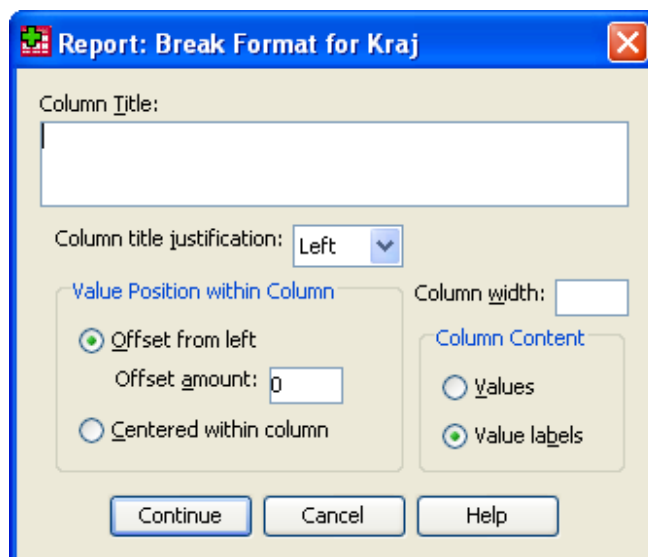 Report: Break Format for Kraj
Column Title:
Column title justification: Left
Value Position within Column
Column width:
Offset from left
Column Content
Offset amount: 0
Values
Centered within column
Value labels
Continue Cancel Help